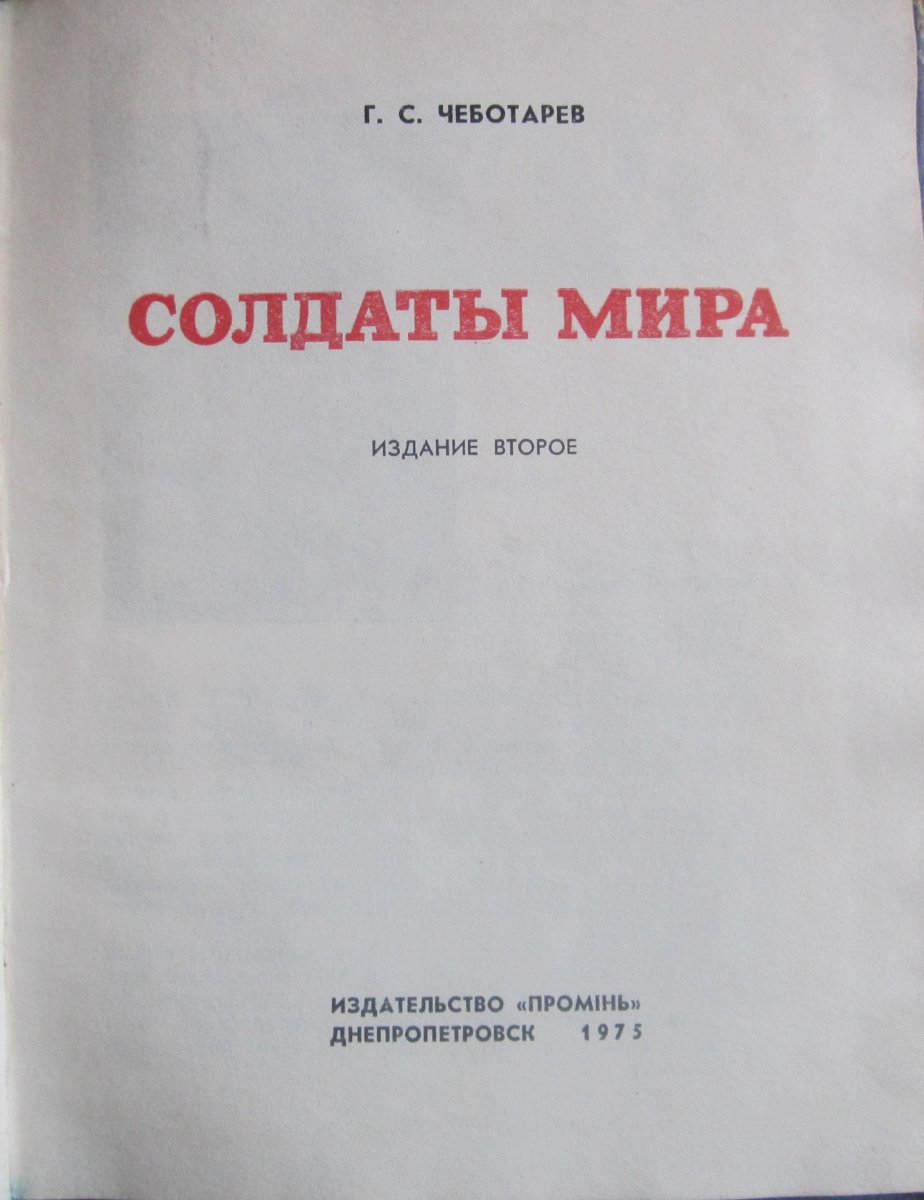 Г. С. ЧЕБОТАРЕВ
СОЛДАТЫ МИРА
ИЗДАНИЕ ВТОРОЕ
ИЗДАТЕЛЬСТВО «ПРОМІНЬ»
ДНЕПРОПЕТРОВСК 1975